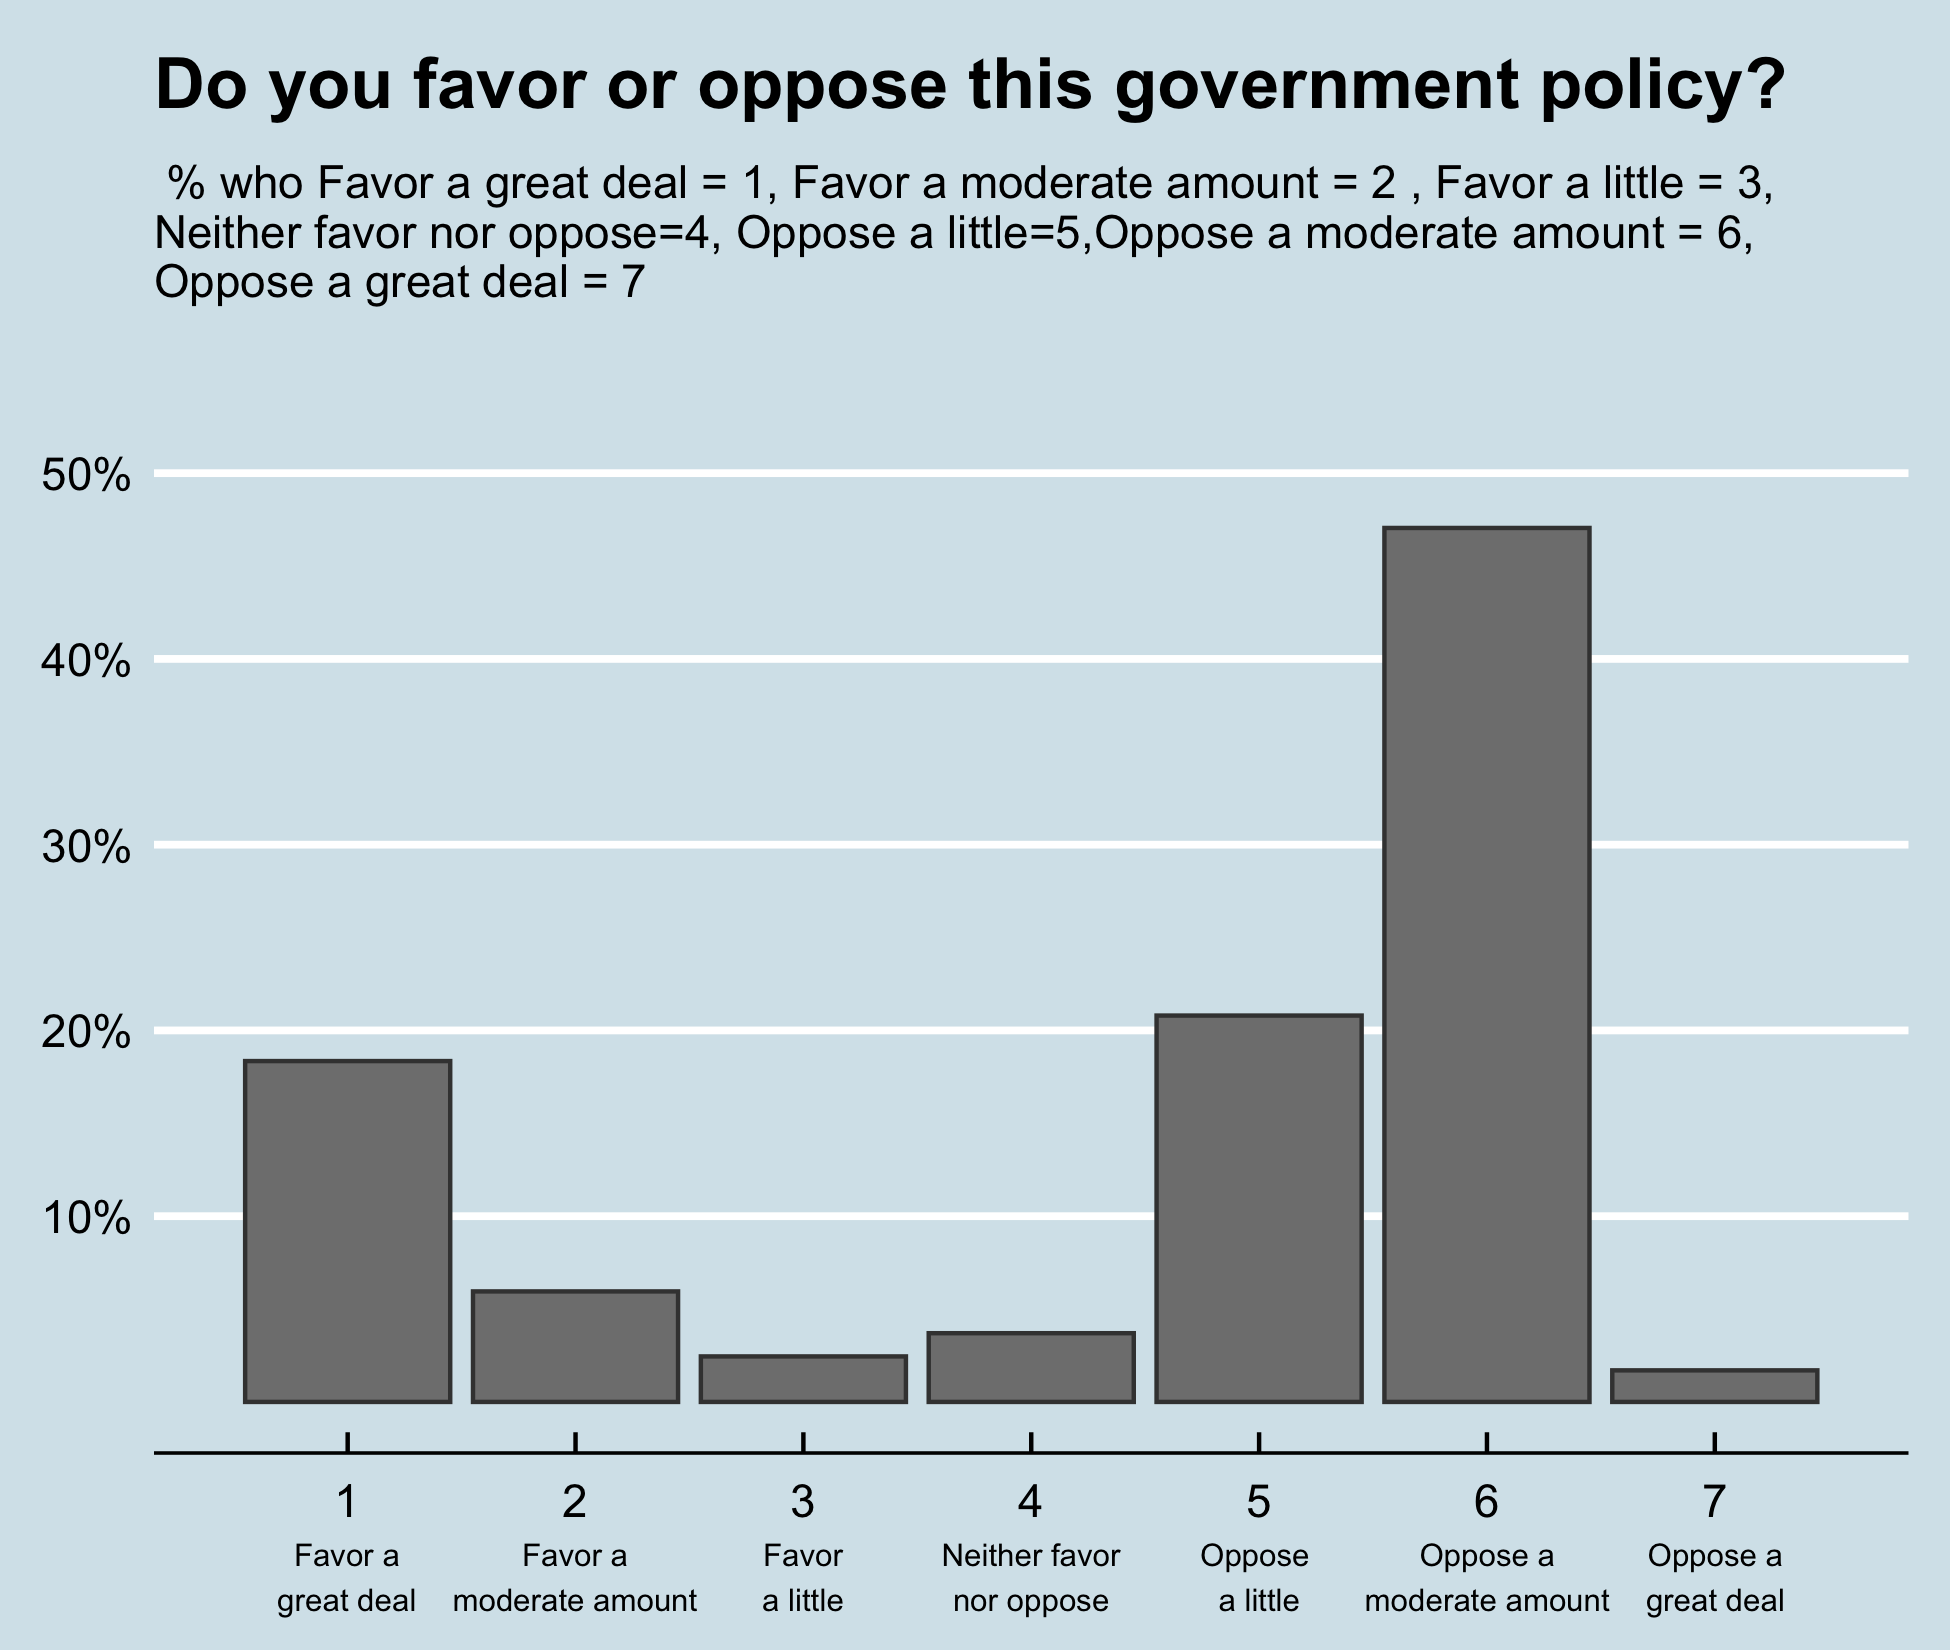 Do you favor or oppose this government policy?
% who Favor a great deal = 1, Favor a moderate amount = 2 , Favor a little = 3,
Neither favor nor oppose=4, Oppose a little=5,Oppose a moderate amount = 6,
Oppose a great deal = 7
50%
40%
30%
20%
10%
1 2 3 4 5 6 7
Favor a Favor a Favor Neither favor Oppose Oppose a Oppose a
great deal moderate amount a little nor oppose a little moderate amount great deal